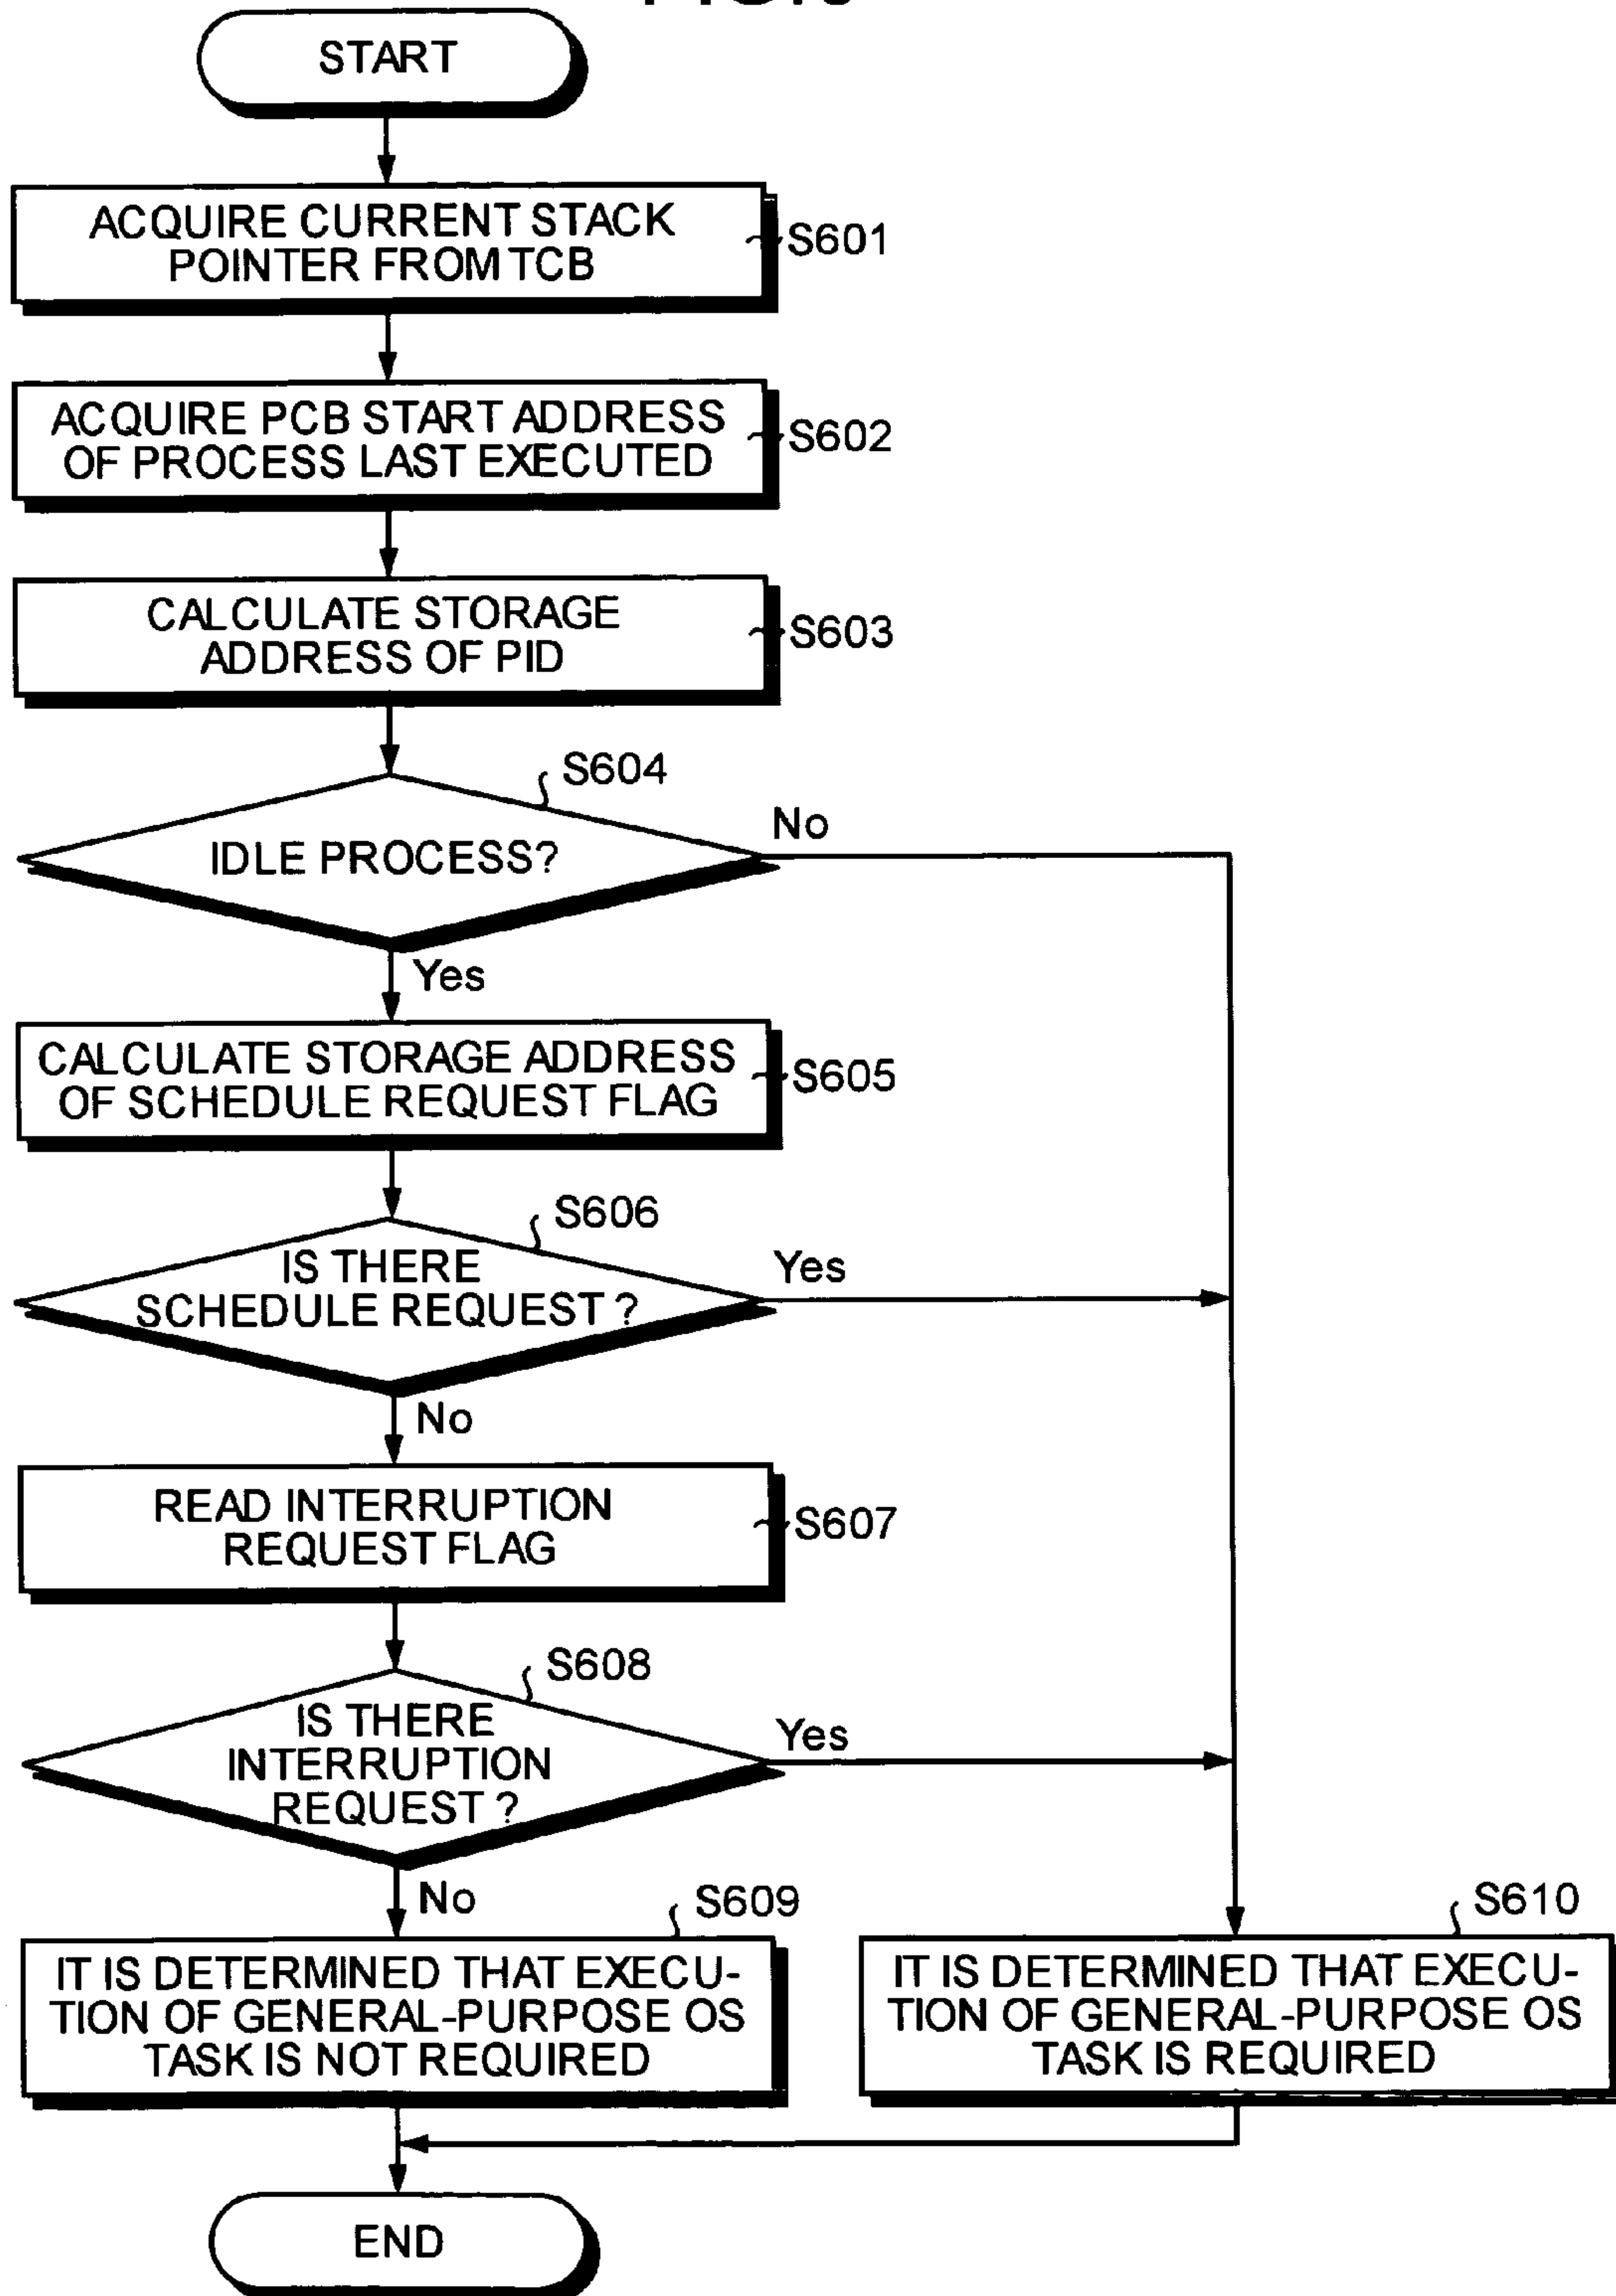 START
ACQUIRE CURRENT STACK
POINTER FROM TCB
S601
ACQUIRE PCB START ADDRESS
OF PROCESS LAST EXECUTED
S602
CALCULATE STORAGE
ADDRESS OF PID
S603
S604
IDLE PROCESS?
No
Yes
CALCULATE STORAGE ADDRESS
OF SCHEDULE REQUEST FLAG
S605
S606
IS THERE
SCHEDULE REQUEST ?
Yes
No
READ INTERRUPTION
REQUEST FLAG
S607
S608
IS THERE
INTERRUPTION
REQUEST ?
Yes
No
S609
IT IS DETERMINED THAT EXECU-
TION OF GENERAL-PURPOSE OS
TASK IS NOT REQUIRED
S610
IT IS DETERMINED THAT EXECU-
TION OF GENERAL-PURPOSE OS
TASK IS REQUIRED
END